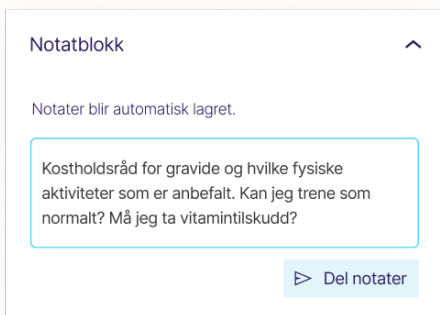 Notatblokk
Notater blir automatisk lagret.
Kostholdsråd for gravide og hvilke fysiske
aktiviteter som er anbefalt. Kan jeg trene som
normalt? Må jeg ta vitamintilskudd?
Del notater